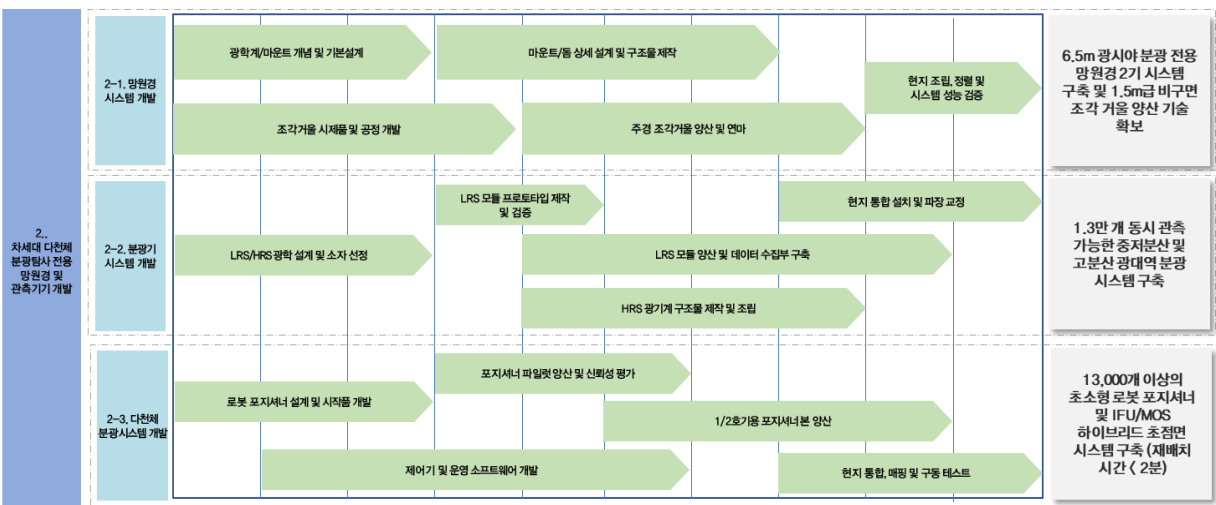 2..
차세대 다천체
분광탐사 전용
망원경 및
관측기기 개발
2-1. 망원경
시스템 개발
광학계/마운트 개념 및 기본설계
마운트/돔 상세 설계 및 구조물 제작
현지 조립, 정렬 및
시스템 성능 검증
조각거울 시제품 및 공정 개발
주경 조각거울 양산 및 연마
6.5m 광시야 분광 전용
망원경 2기 시스템
구축 및 1.5m급 비구면
조각 거울 양산 기술
확보
2-2. 분광기
시스템 개발
LRS 모듈 프로토타입 제작
및 검증
현지 통합 설치 및 파장 교정
LRS/HRS 광학 설계 및 소자 선정
LRS 모듈 양산 및 데이터 수집부 구축
HRS 광기계 구조물 제작 및 조립
1.3만 개 동시 관측
가능한 중저분산 및
고분산 광대역 분광
시스템 구축
2-3. 다천체
분광시스템 개발
포지셔너 파일럿 양산 및 신뢰성 평가
로봇 포지셔너 설계 및 시작품 개발
1/2호기용 포지셔너 본 양산
제어기 및 운영 소프트웨어 개발
현지 통합, 매핑 및 구동 테스트
13,000개 이상의
초소형 로봇 포지셔너
및 IFU/MOS
하이브리드 초점면
시스템 구축 (재배치
시간 < 2분)